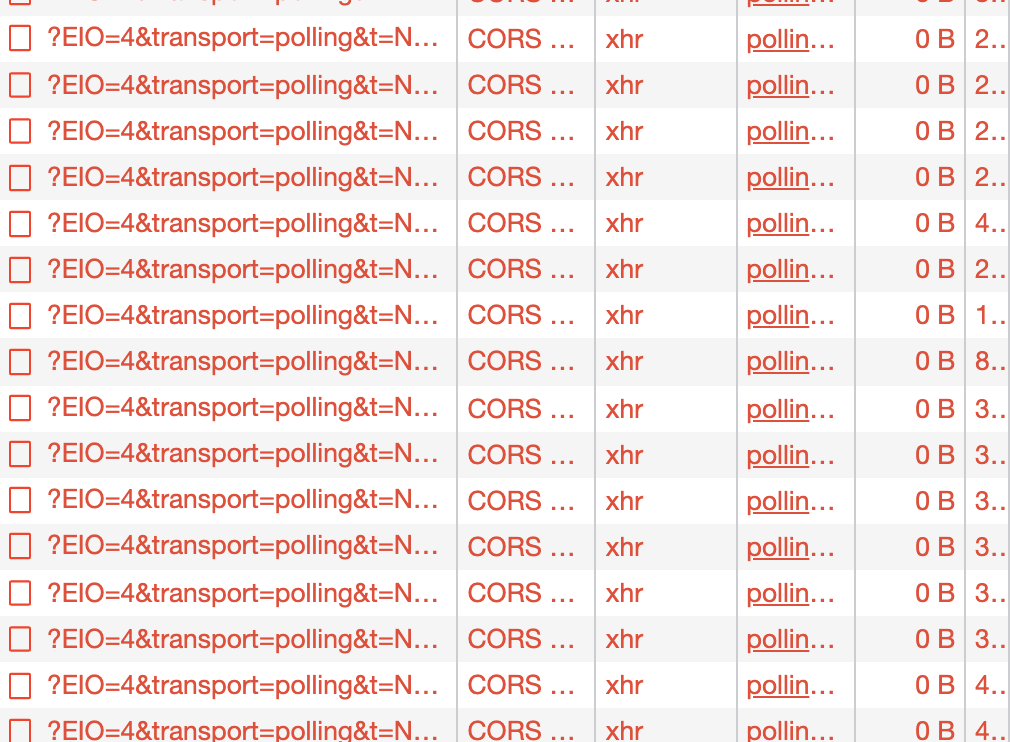 ?EIO=4&transport=polling&t=N... CORS ... xhr pollin... 0 B 2..
?EIO=4&transport=polling&t=N... CORS ... xhr pollin... 0 B 2..
?EIO=4&transport=polling&t=N... CORS ... xhr pollin... 0 B 2..
?EIO=4&transport=polling&t=N... CORS ... xhr pollin... 0 B 2..
?EIO=4&transport=polling&t=N... CORS ... xhr pollin... 0 B 4..
?EIO=4&transport=polling&t=N... CORS ... xhr pollin... 0 B 2..
?EIO=4&transport=polling&t=N... CORS ... xhr pollin... 0 B 1..
?EIO=4&transport=polling&t=N... CORS ... xhr pollin... 0 B 8..
?EIO=4&transport=polling&t=N... CORS ... xhr pollin... 0 B 3..
?EIO=4&transport=polling&t=N... CORS ... xhr pollin... 0 B 3..
?EIO=4&transport=polling&t=N... CORS ... xhr pollin... 0 B 3..
?EIO=4&transport=polling&t=N... CORS ... xhr pollin... 0 B 3..
?EIO=4&transport=polling&t=N... CORS ... xhr pollin... 0 B 3..
?EIO=4&transport=polling&t=N... CORS ... xhr pollin... 0 B 3..
?EIO=4&transport=polling&t=N... CORS ... xhr pollin... 0 B 4..
?EIO=4&transport=polling&t=N... CORS ... xhr pollin... 0 B 4..